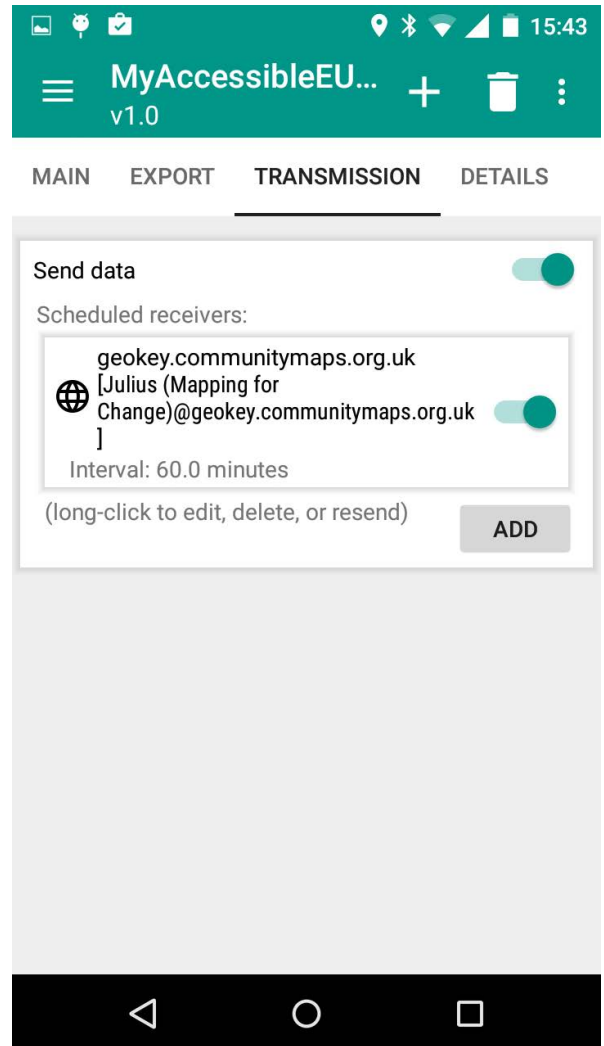 15:43
MyAccessibleEU...
v1.0
MAIN EXPORT TRANSMISSION DETAILS
Send data
Scheduled receivers:
geokey.communitymaps.org.uk
[Julius (Mapping for
Change)@geokey.communitymaps.org.uk
]
Interval: 60.0 minutes
(long-click to edit, delete, or resend)
ADD